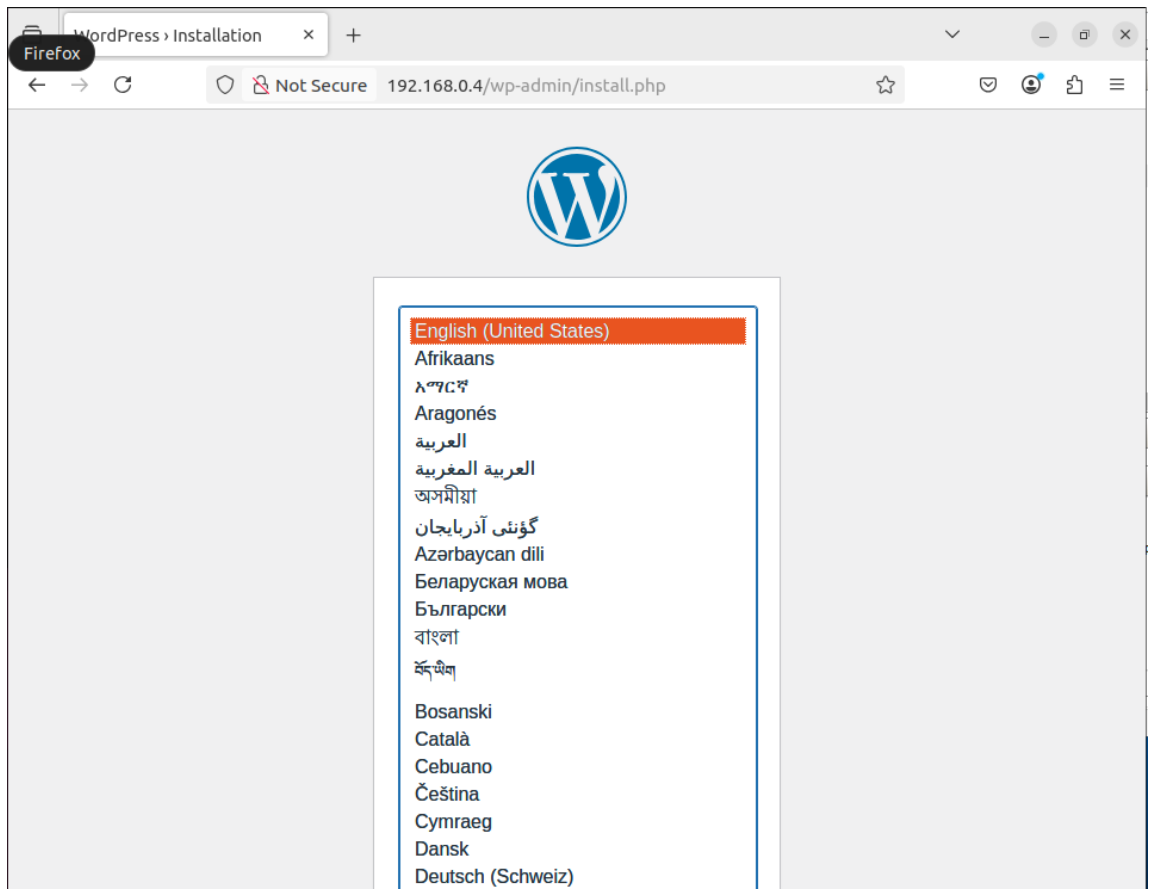 WordPress › Installation
Firefox
Not Secure 192.168.0.4/wp-admin/install.php
English (United States)
Afrikaans
አማርኛ
Aragonés
العربية
العربية المغربية
অসমীয়া
گؤنئی آذربایجان
Azərbaycan dili
Беларуская мова
Български
বাংলা
བོད་ཡིག
Bosanski
Català
Cebuano
Čeština
Cymraeg
Dansk
Deutsch (Schweiz)